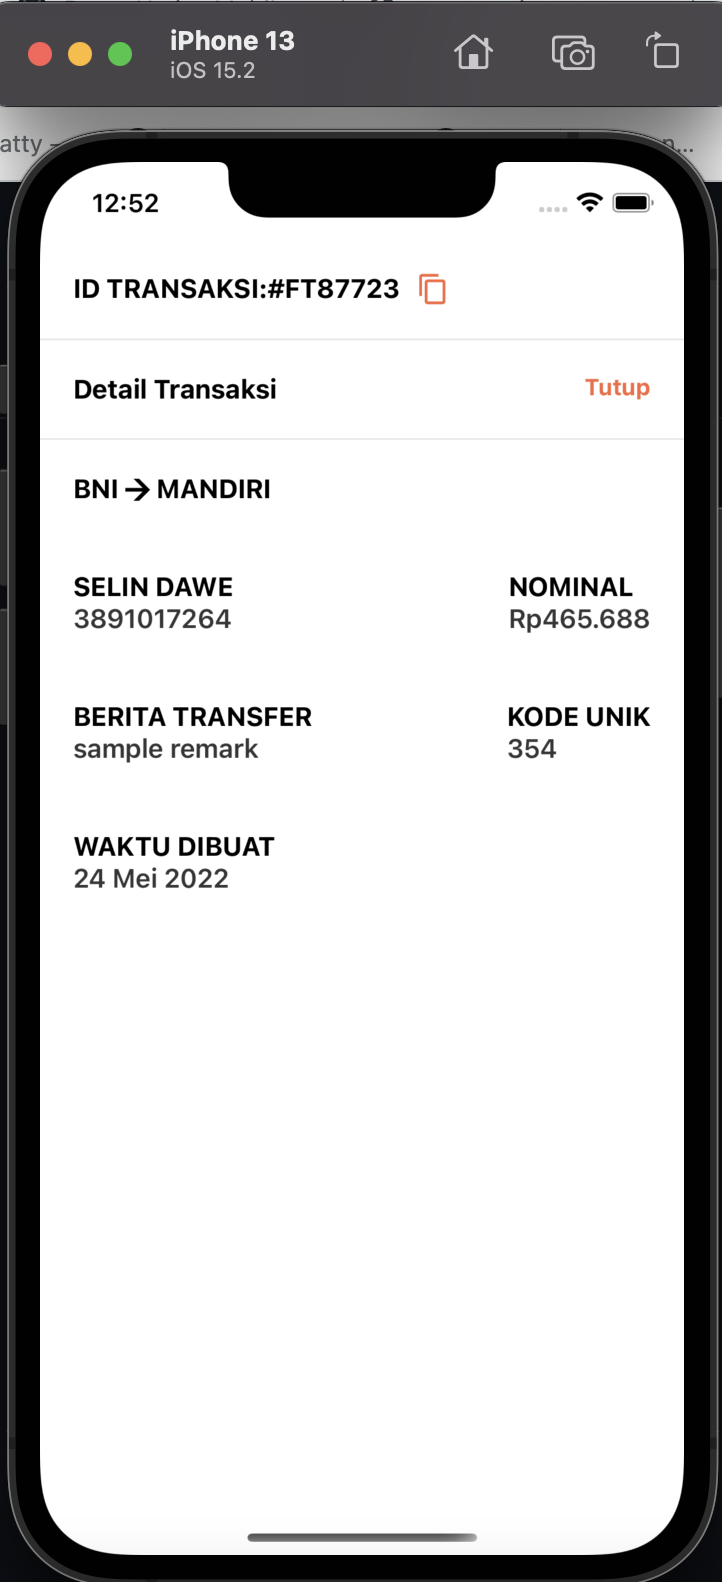 iPhone 13
iOS 15.2
atty –
n...
12:52
ID TRANSAKSI:#FT87723
Detail Transaksi
Tutup
BNI → MANDIRI
SELIN DAWE
3891017264
NOMINAL
Rp465.688
BERITA TRANSFER
sample remark
KODE UNIK
354
WAKTU DIBUAT
24 Mei 2022